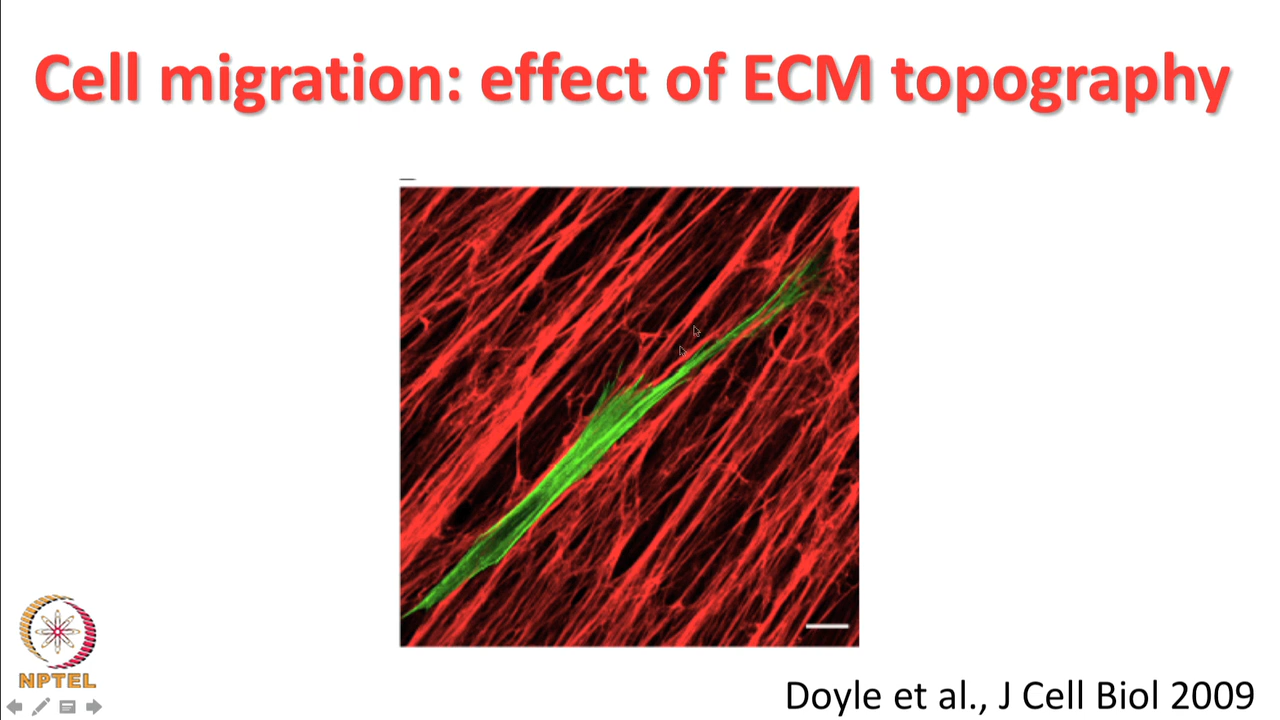 Cell migration: effect of ECM topography
NPTEL
Doyle et al., J Cell Biol 2009